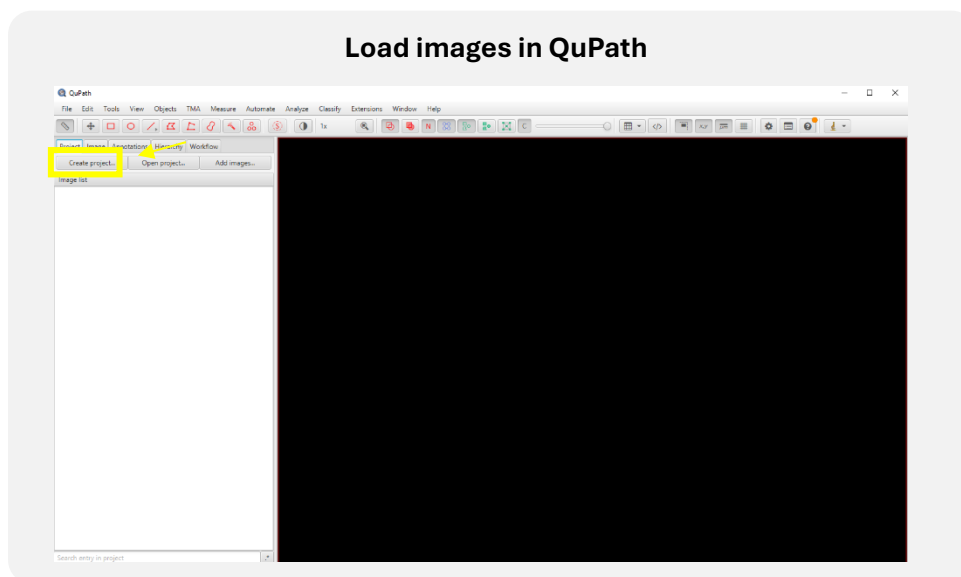 Load images in QuPath
QuPath
File Edit Tools View Objects TMA Measure Automate Analyze Classify Extensions Window Help
1x N C
Project Image Annotations Hierarchy Workflow
Create project... Open project... Add images...
Image list
Search entry in project .*